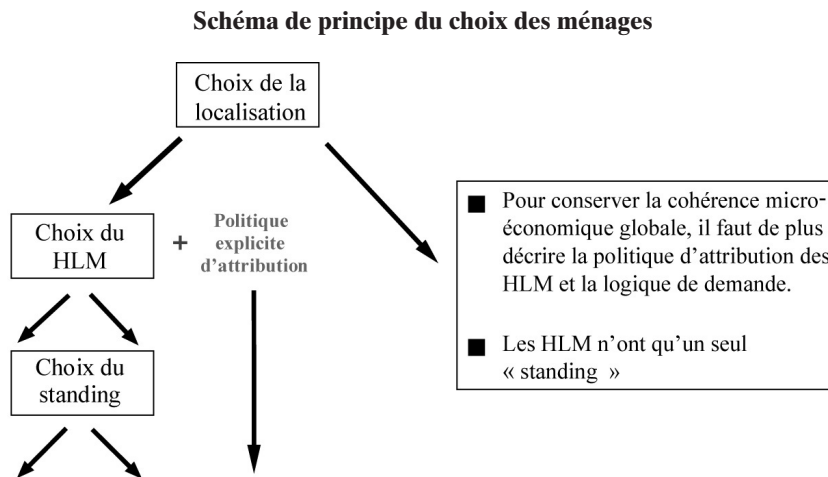 Schéma de principe du choix des ménages
Choix de la
localisation
Choix du
HLM
+
Politique
explicite
d'attribution
■ Pour conserver la cohérence micro-
économique globale, il faut de plus
décrire la politique d'attribution des
HLM et la logique de demande.
■ Les HLM n'ont qu'un seul
« standing »
Choix du
standing